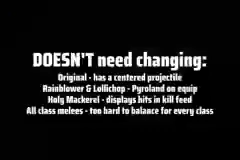 DOESN'T need changing:
Original - has a centered projectile
Rainblower & Lollichop - Pyroland on equip
Holy Mackerel - displays hits in kill feed
All class melees - too hard to balance for every class